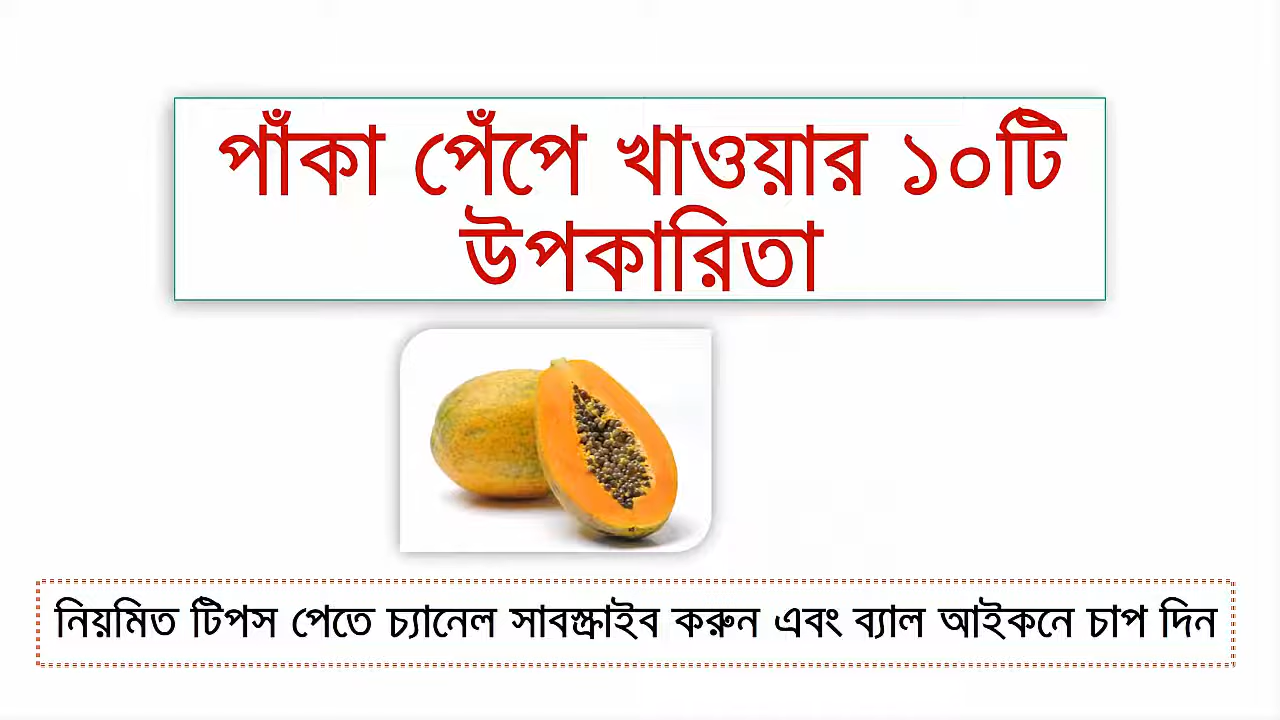 পাঁকা পেঁপে খাওয়ার ১০টি
উপকারিতা
নিয়মিত টিপস পেতে চ্যানেল সাবস্ক্রাইব করুন এবং ব্যাল আইকনে চাপ দিন